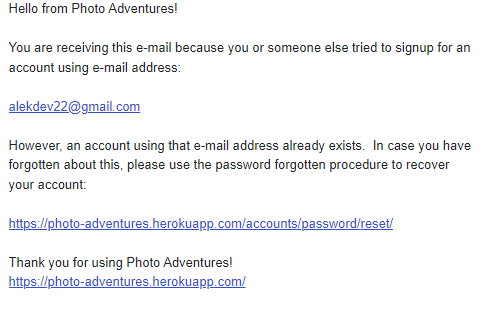 Hello from Photo Adventures!
You are receiving this e-mail because you or someone else tried to signup for an
account using e-mail address:
alekdev22@gmail.com
However, an account using that e-mail address already exists.  In case you have
forgotten about this, please use the password forgotten procedure to recover
your account:
https://photo-adventures.herokuapp.com/accounts/password/reset/
Thank you for using Photo Adventures!
https://photo-adventures.herokuapp.com/